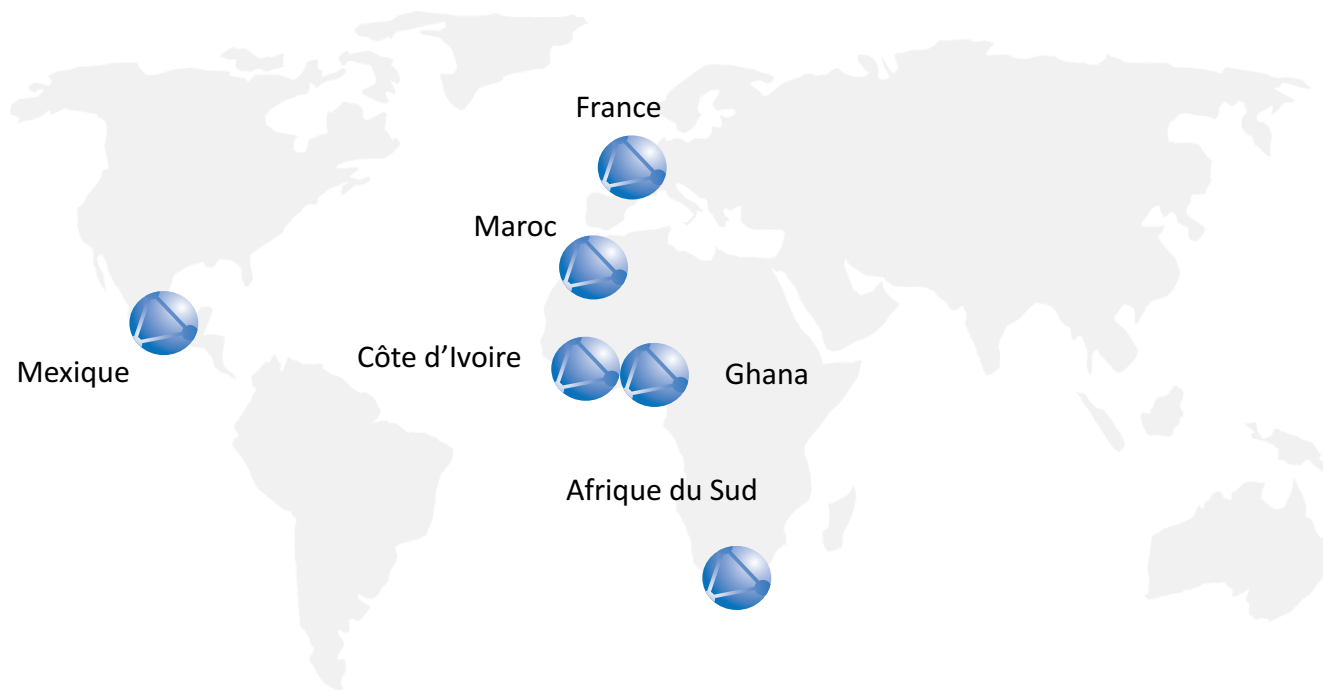 France
Maroc
Côte d’Ivoire
Ghana
Mexique
Afrique du Sud